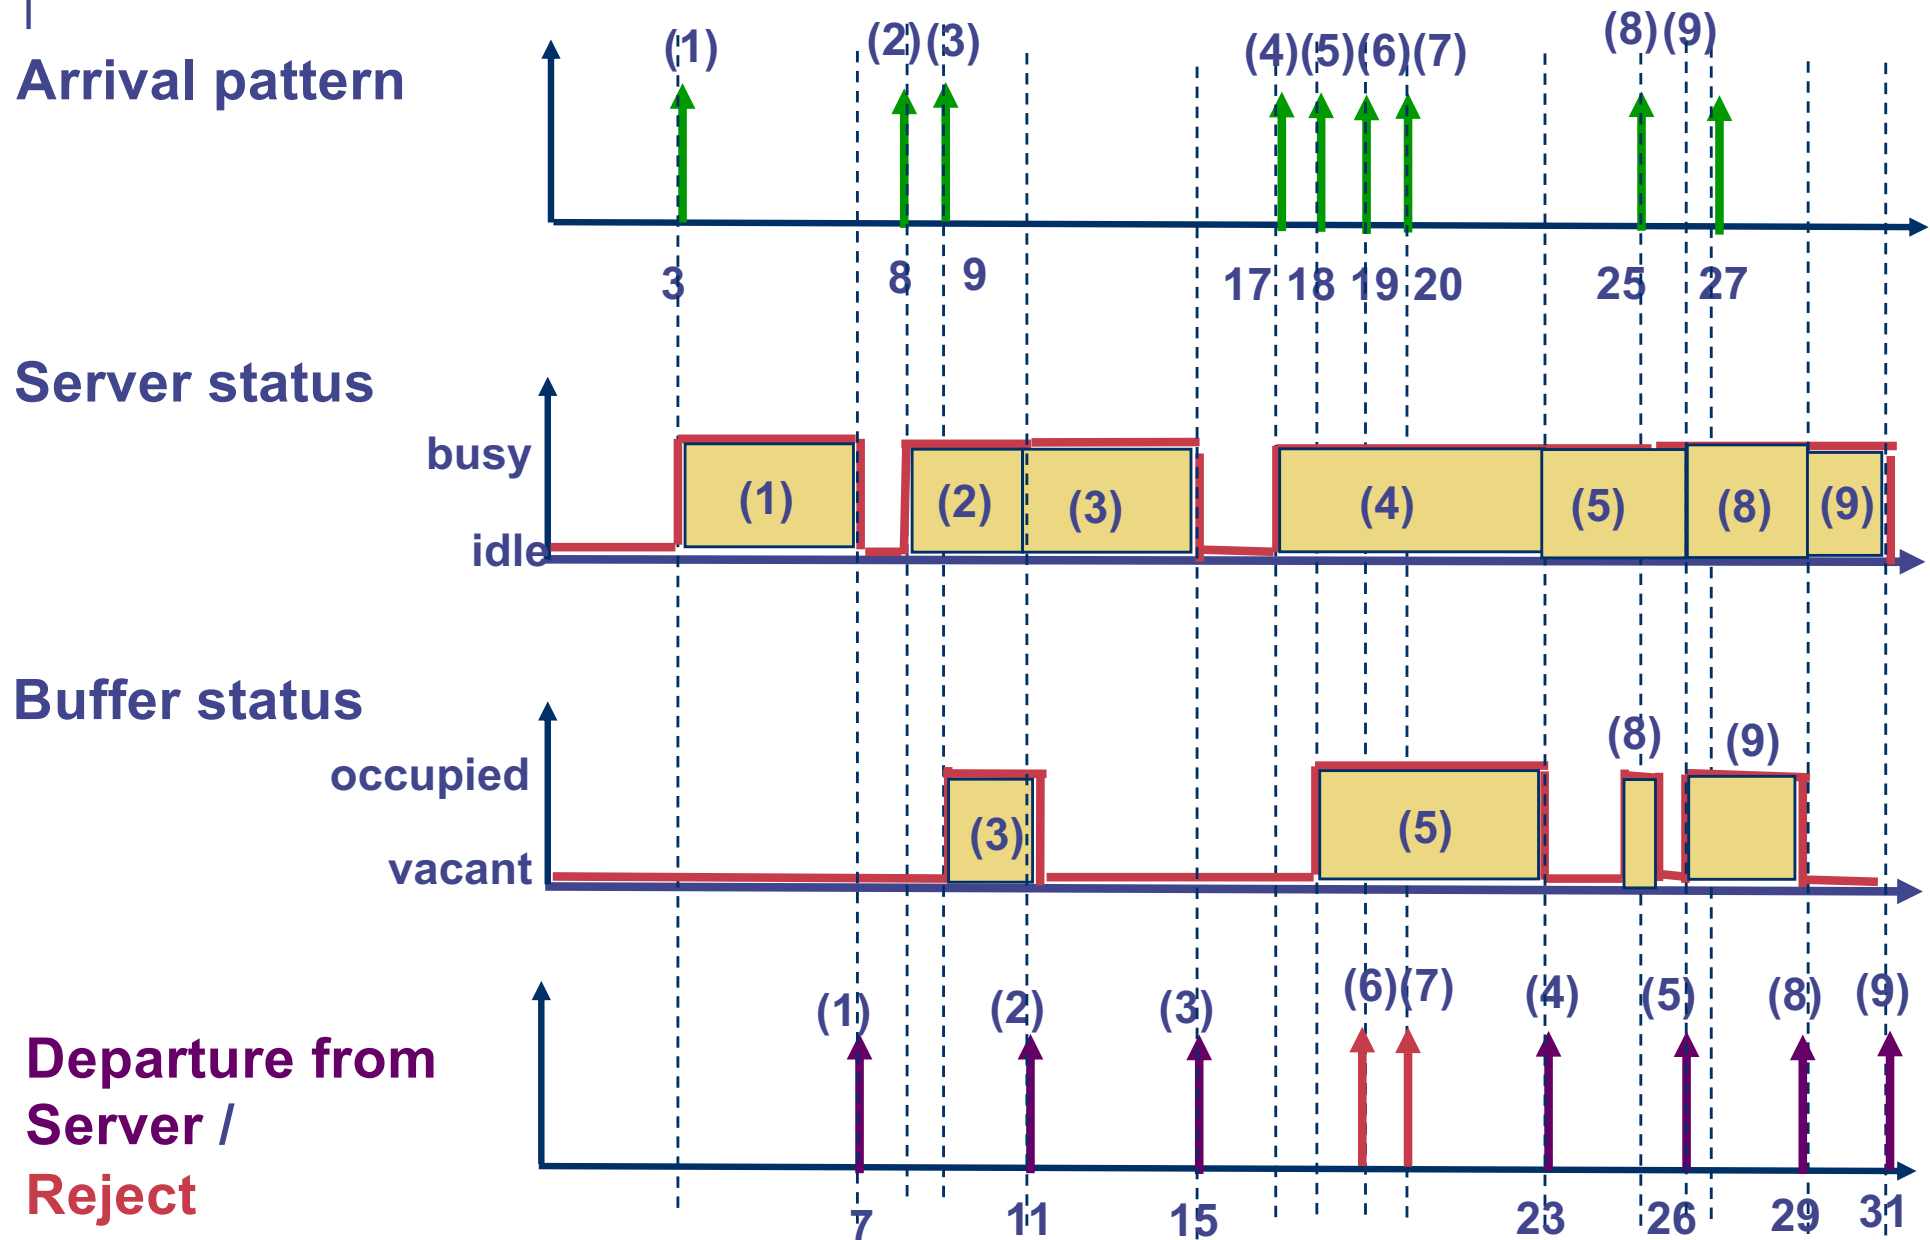 (1) (2) (3) (4) (5) (6) (7) (8) (9)
Arrival pattern
3 8 9 17 18 19 20 25 27
Server status
busy
(1) (2) (3) (4) (5) (8) (9)
idle
Buffer status
(8) (9)
occupied
(3) (5)
vacant
(1) (2) (3) (6) (7) (4) (5) (8) (9)
Departure from
Server /
Reject
7 11 15 23 26 29 31